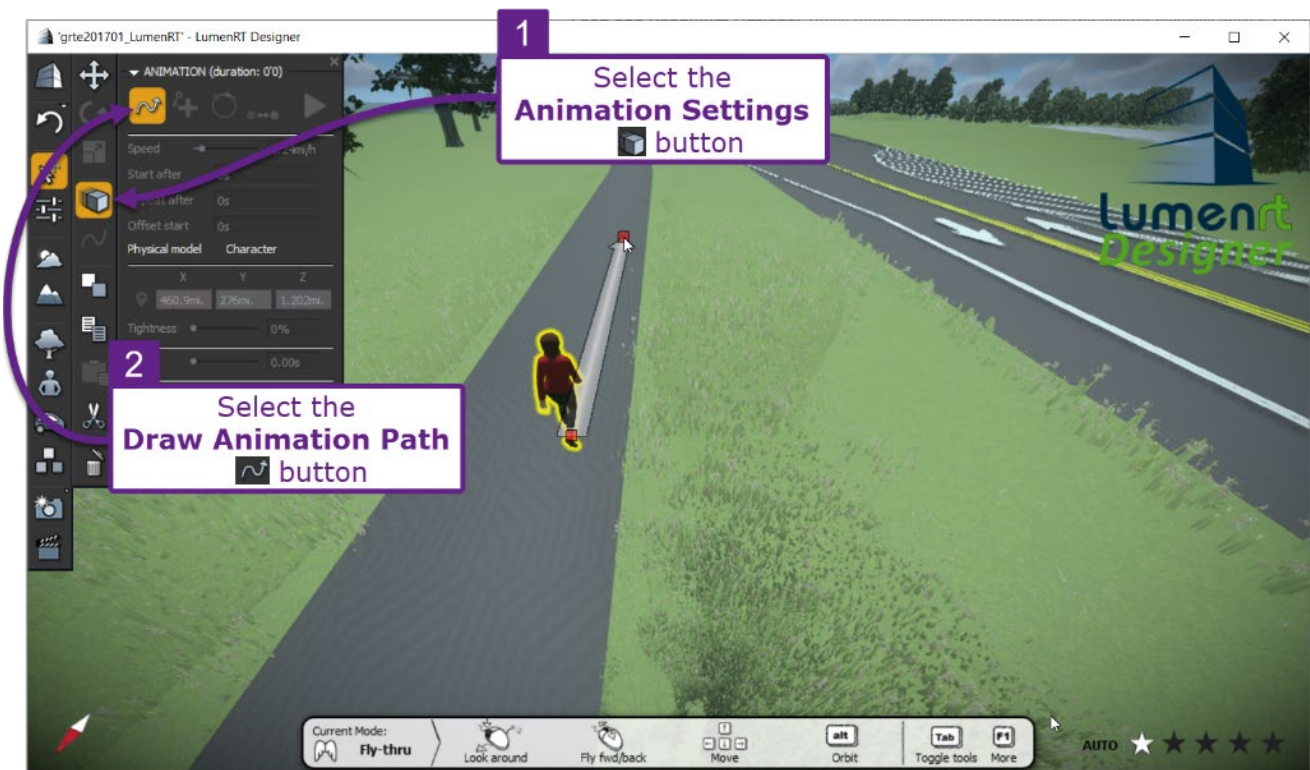 'grte201701_LumenRT' - LumenRT Designer
1
Select the
Animation Settings
button
ANIMATION (duration: 0'0)
Speed
Start after
Offset start 0s
0s
Physical model Character
X Y Z
460.9mi. 276mi. 1.202mi.
Tightness 0%
0.00s
2
Select the
Draw Animation Path
button
Lumenrt
Designer
Current Mode:
Fly-thru
Look around
Fly fwd/back
Move
alt
Orbit
Tab
Toggle tools
F1
More
AUTO